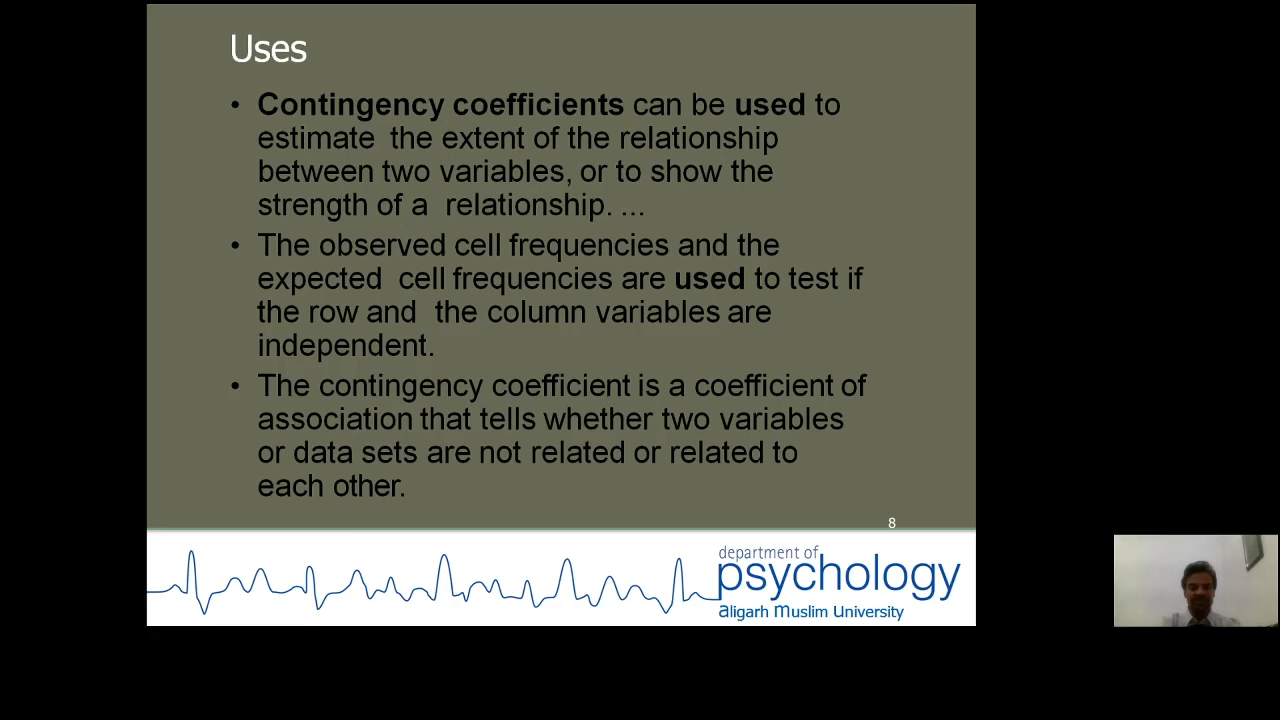 Uses
• Contingency coefficients can be used to
estimate the extent of the relationship
between two variables, or to show the
strength of a relationship. ...
• The observed cell frequencies and the
expected cell frequencies are used to test if
the row and the column variables are
independent.
• The contingency coefficient is a coefficient of
association that tells whether two variables
or data sets are not related or related to
each other.
8
department of
psychology
aligarh muslim university